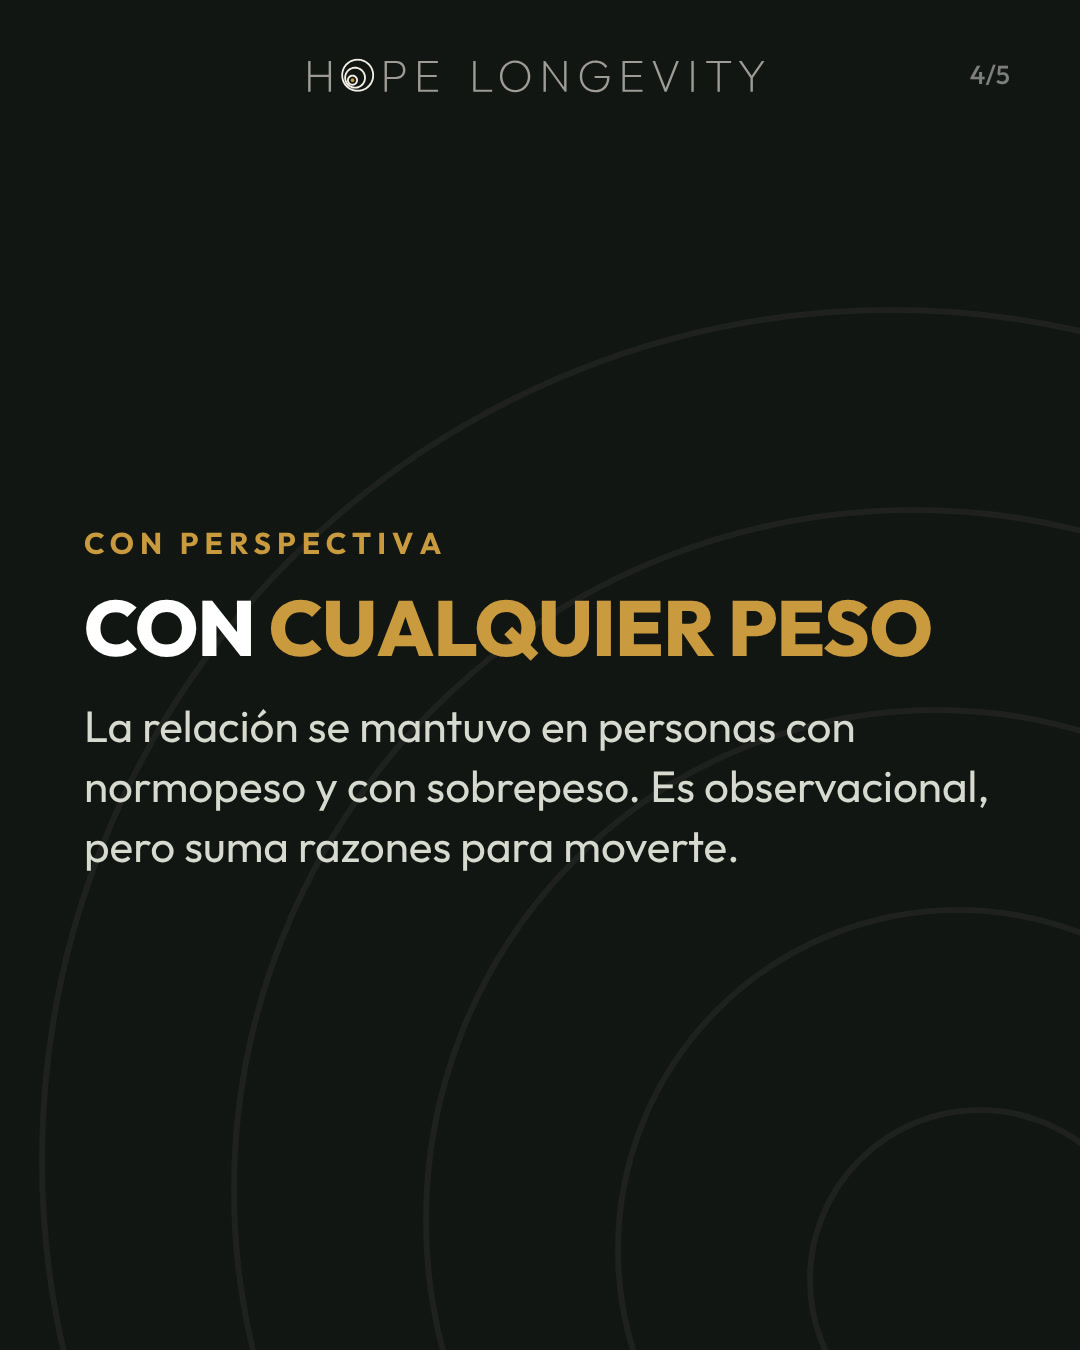 HOPE LONGEVITY
4/5
CON PERSPECTIVA
CON CUALQUIER PESO
La relación se mantuvo en personas con
normopeso y con sobrepeso. Es observacional,
pero suma razones para moverte.